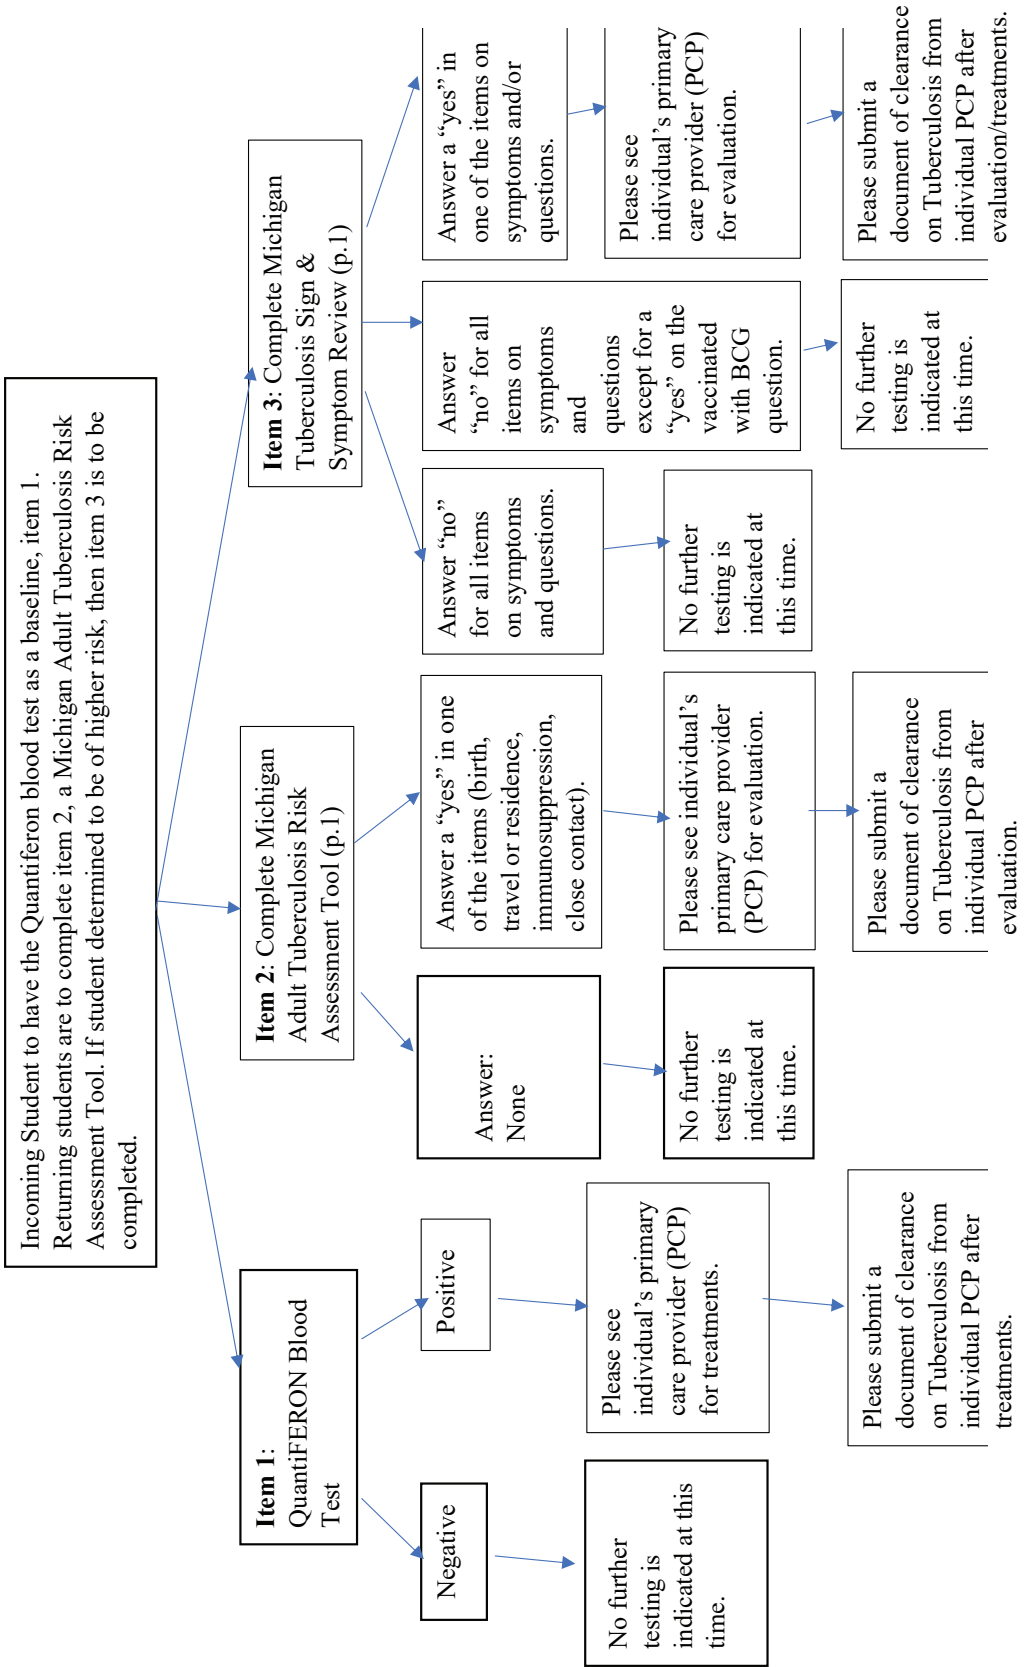 Incoming Student to have the Quantiferon blood test as a baseline, item 1.
Returning students are to complete item 2, a Michigan Adult Tuberculosis Risk
Assessment Tool. If student determined to be of higher risk, then item 3 is to be
completed.
Item 1:
QuantiFERON Blood
Test
Negative
No further
testing is
indicated at this
time.
Positive
Please see
individual’s primary
care provider (PCP)
for treatments.
Please submit a
document of clearance
on Tuberculosis from
individual PCP after
treatments.
Item 2: Complete Michigan
Adult Tuberculosis Risk
Assessment Tool (p.1)
Answer:
None
No further
testing is
indicated at
this time.
Answer a “yes” in one
of the items (birth,
travel or residence,
immunosuppression,
close contact).
Please see individual’s
primary care provider
(PCP) for evaluation.
Please submit a
document of clearance
on Tuberculosis from
individual PCP after
evaluation.
Item 3: Complete Michigan
Tuberculosis Sign &
Symptom Review (p.1)
Answer “no”
for all items
on symptoms
and questions.
No further
testing is
indicated at
this time.
Answer
“no” for all
items on
symptoms
and
questions
except for a
“yes” on the
vaccinated
with BCG
question.
No further
testing is
indicated at
this time.
Answer a “yes” in
one of the items on
symptoms and/or
questions.
Please see
individual’s primary
care provider (PCP)
for evaluation.
Please submit a
document of clearance
on Tuberculosis from
individual PCP after
evaluation/treatments.